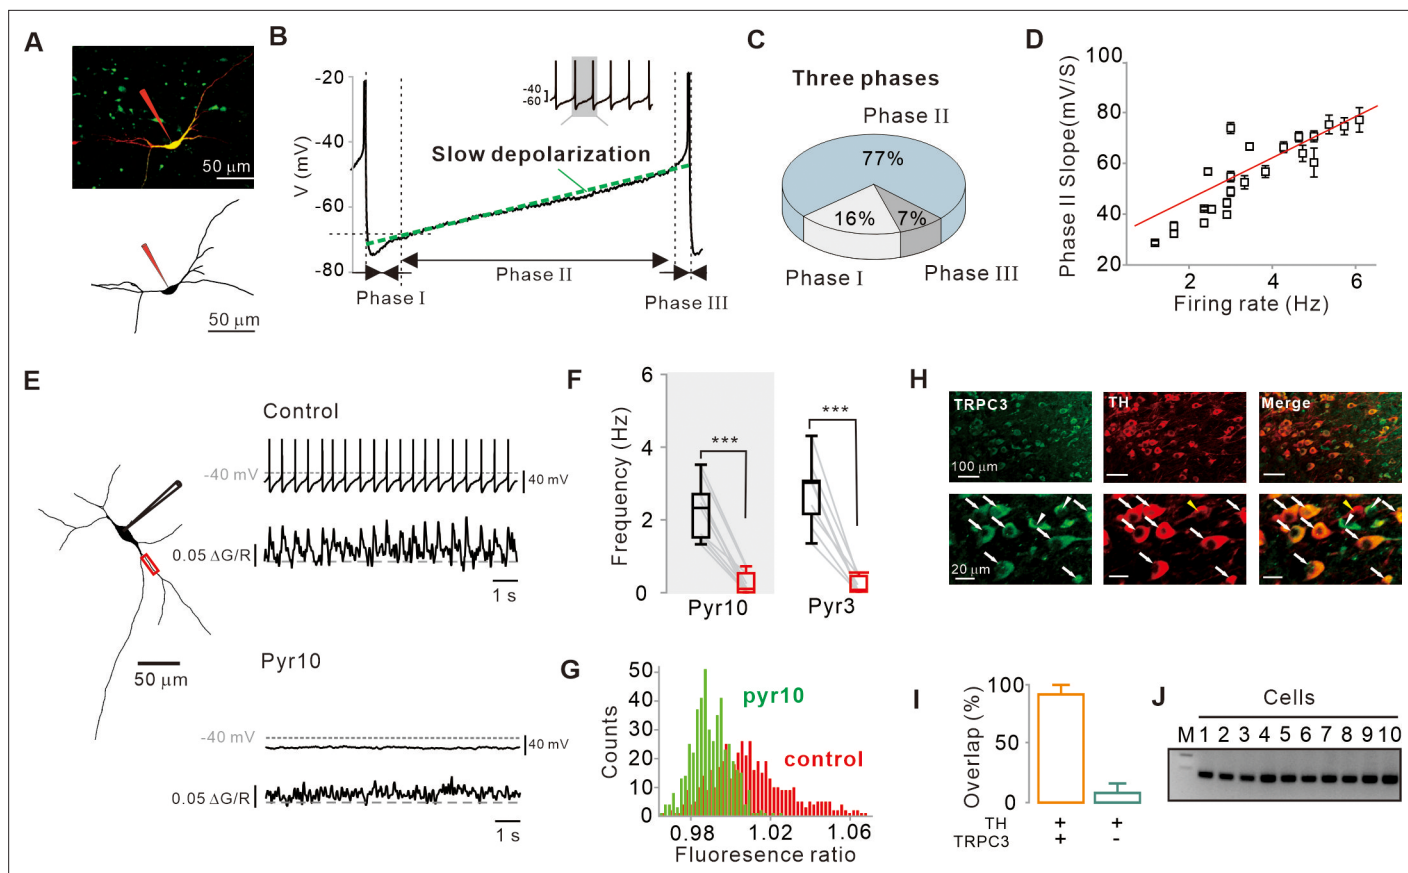 A
50 μm
50 μm
B
V (mV)
-20
-40
-60
-80
-40
-60
Slow depolarization
Phase I
Phase II
Phase III
C
Three phases
Phase II
77%
16%
7%
Phase I
Phase III
D
Phase II Slope(mV/S)
100
80
60
40
20
2
4
6
Firing rate (Hz)
E
Control
-40 mV
40 mV
0.05 ΔG/R
1 s
50 μm
Pyr10
-40 mV
40 mV
0.05 ΔG/R
1 s
F
Frequency (Hz)
6
4
2
0
***
***
Pyr10
Pyr3
G
Counts
50
40
30
20
10
0
pyr10
control
0.98
1.02
1.06
Fluoresence ratio
H
TRPC3
TH
Merge
100 μm
20 μm
I
Overlap (%)
100
50
0
TH + +
TRPC3 + -
J
Cells
M 1 2 3 4 5 6 7 8 9 10